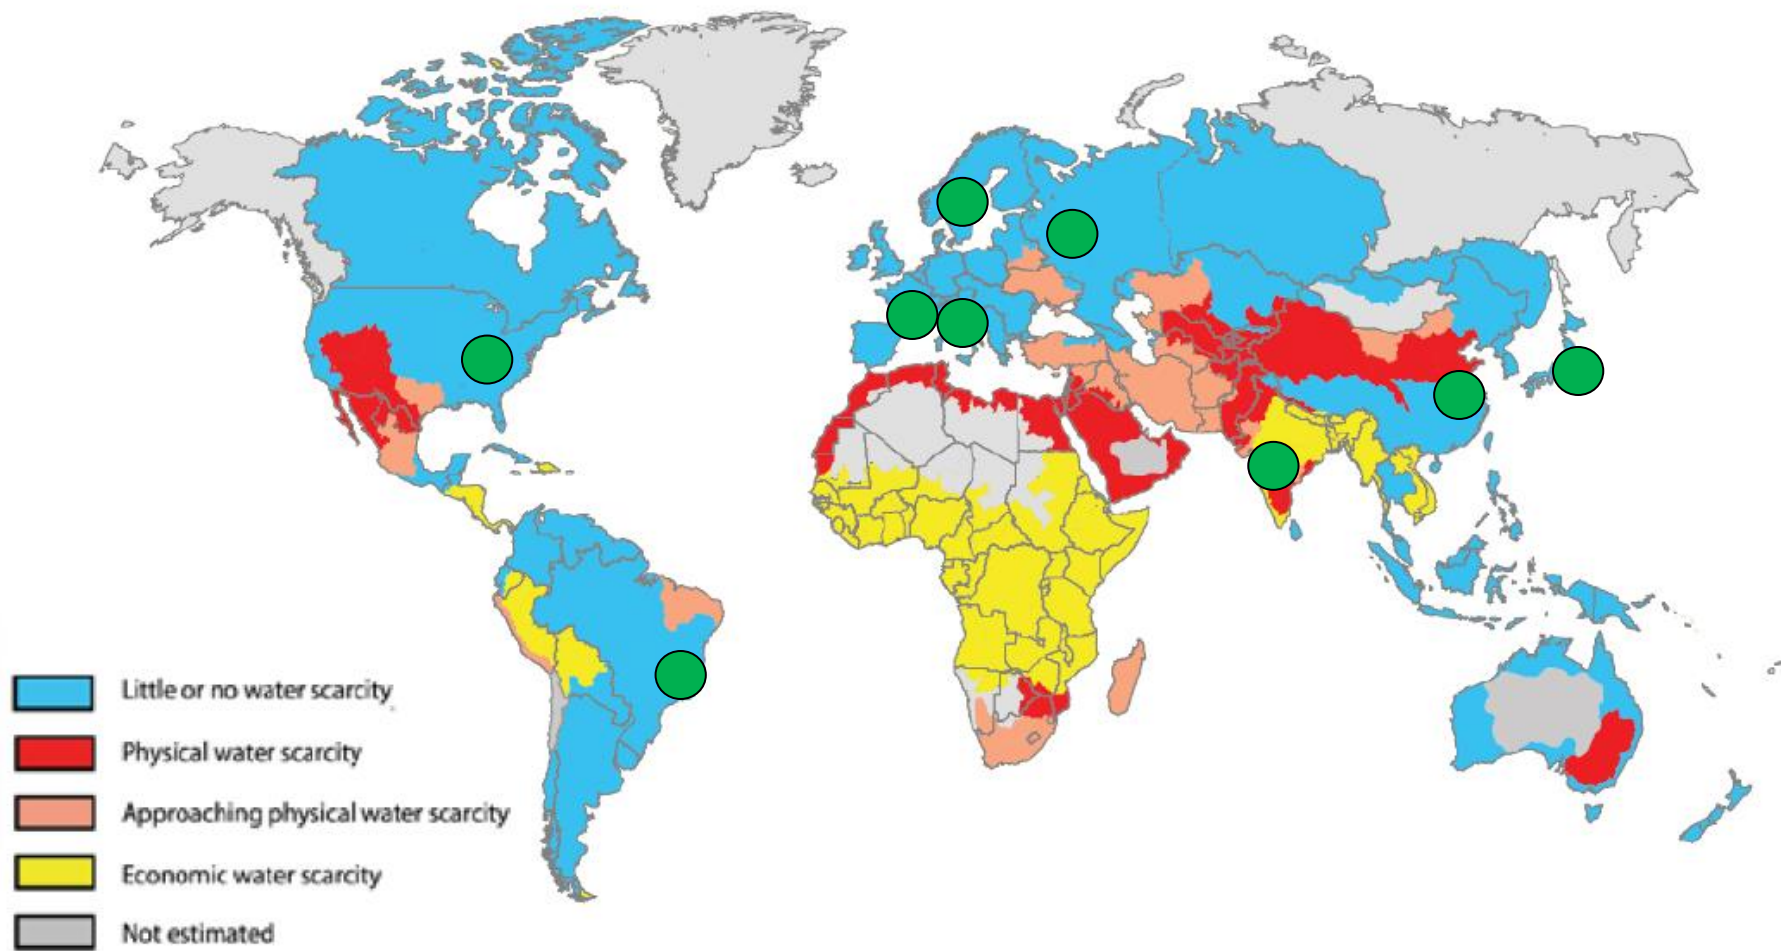 Little or no water scarcity
Physical water scarcity
Approaching physical water scarcity
Economic water scarcity
Not estimated